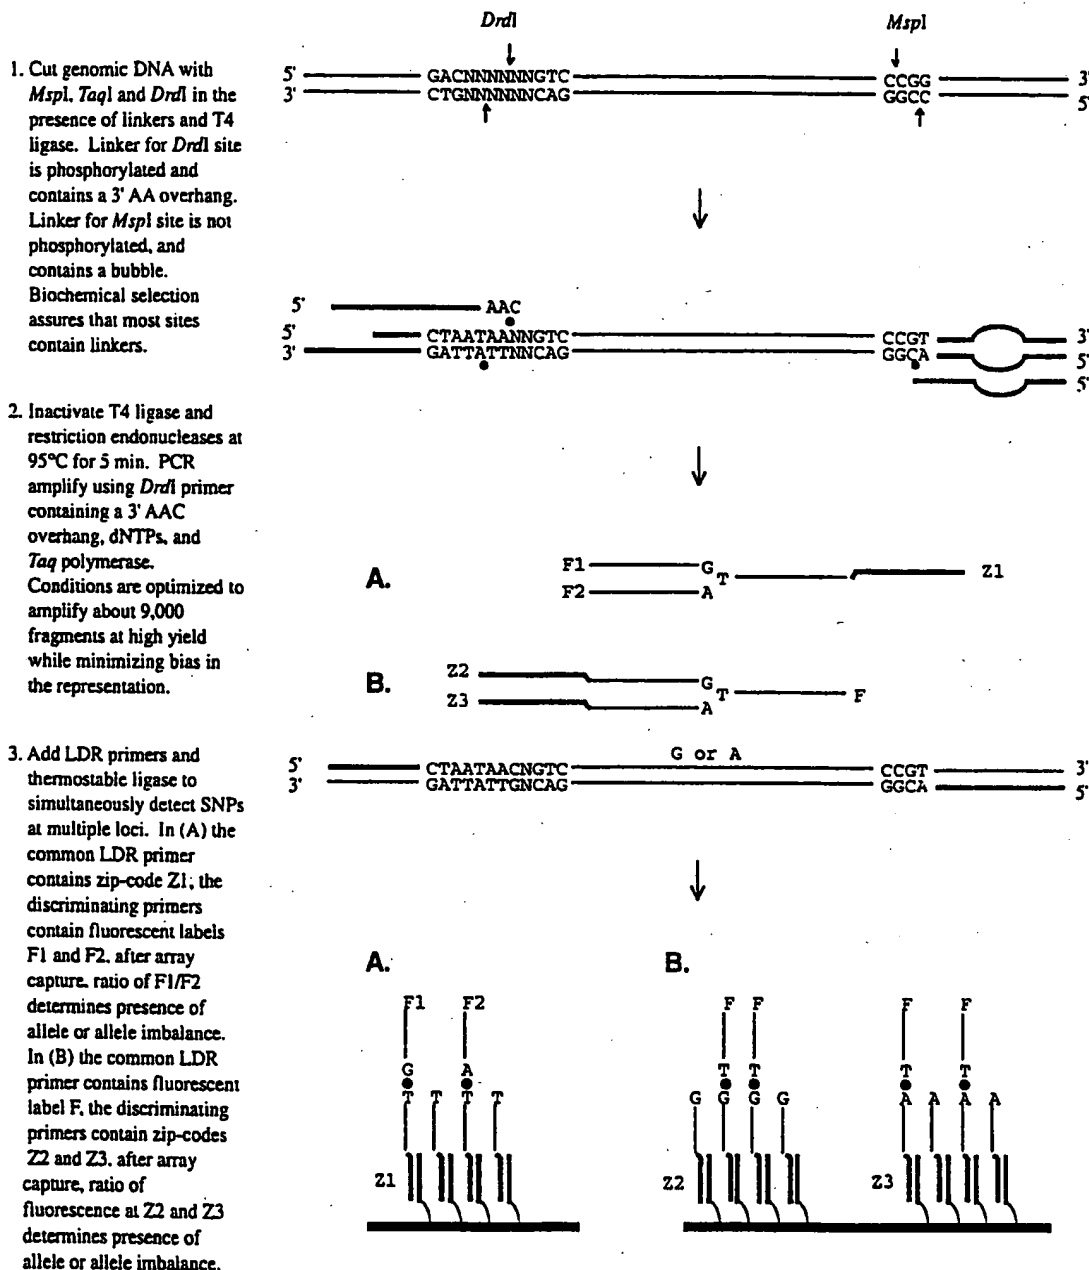 DrdI
MspI
1. Cut genomic DNA with
MspI, TaqI and DrdI in the
presence of linkers and T4
ligase. Linker for DrdI site
is phosphorylated and
contains a 3' AA overhang.
Linker for MspI site is not
phosphorylated, and
contains a bubble.
Biochemical selection
assures that most sites
contain linkers.
5' GACNNNNNNGTC CCGG 3'
3' CTGNNNNNNCAG GGCC 5'
5' AAC
5' CTAATAANNGTC CCGT 3'
3' GATTATTNNCAG GGCA 5'
5'
2. Inactivate T4 ligase and
restriction endonucleases at
95°C for 5 min. PCR
amplify using DrdI primer
containing a 3' AAC
overhang, dNTPs, and
Taq polymerase.
Conditions are optimized to
amplify about 9,000
fragments at high yield
while minimizing bias in
the representation.
A.
F1 G T Z1
F2 A
B.
Z2 G T F
Z3 A
3. Add LDR primers and
thermostable ligase to
simultaneously detect SNPs
at multiple loci. In (A) the
common LDR primer
contains zip-code Z1; the
discriminating primers
contain fluorescent labels
F1 and F2, after array
capture, ratio of F1/F2
determines presence of
allele or allele imbalance.
In (B) the common LDR
primer contains fluorescent
label F, the discriminating
primers contain zip-codes
Z2 and Z3, after array
capture, ratio of
fluorescence at Z2 and Z3
determines presence of
allele or allele imbalance.
G or A
5' CTAATAACNGTC CCGT 3'
3' GATTATTGNCAG GGCA 5'
A.
F1 F2
G A
T T T T
Z1
B.
F F F F
T T T T
G G G G A A A A
Z2 Z3